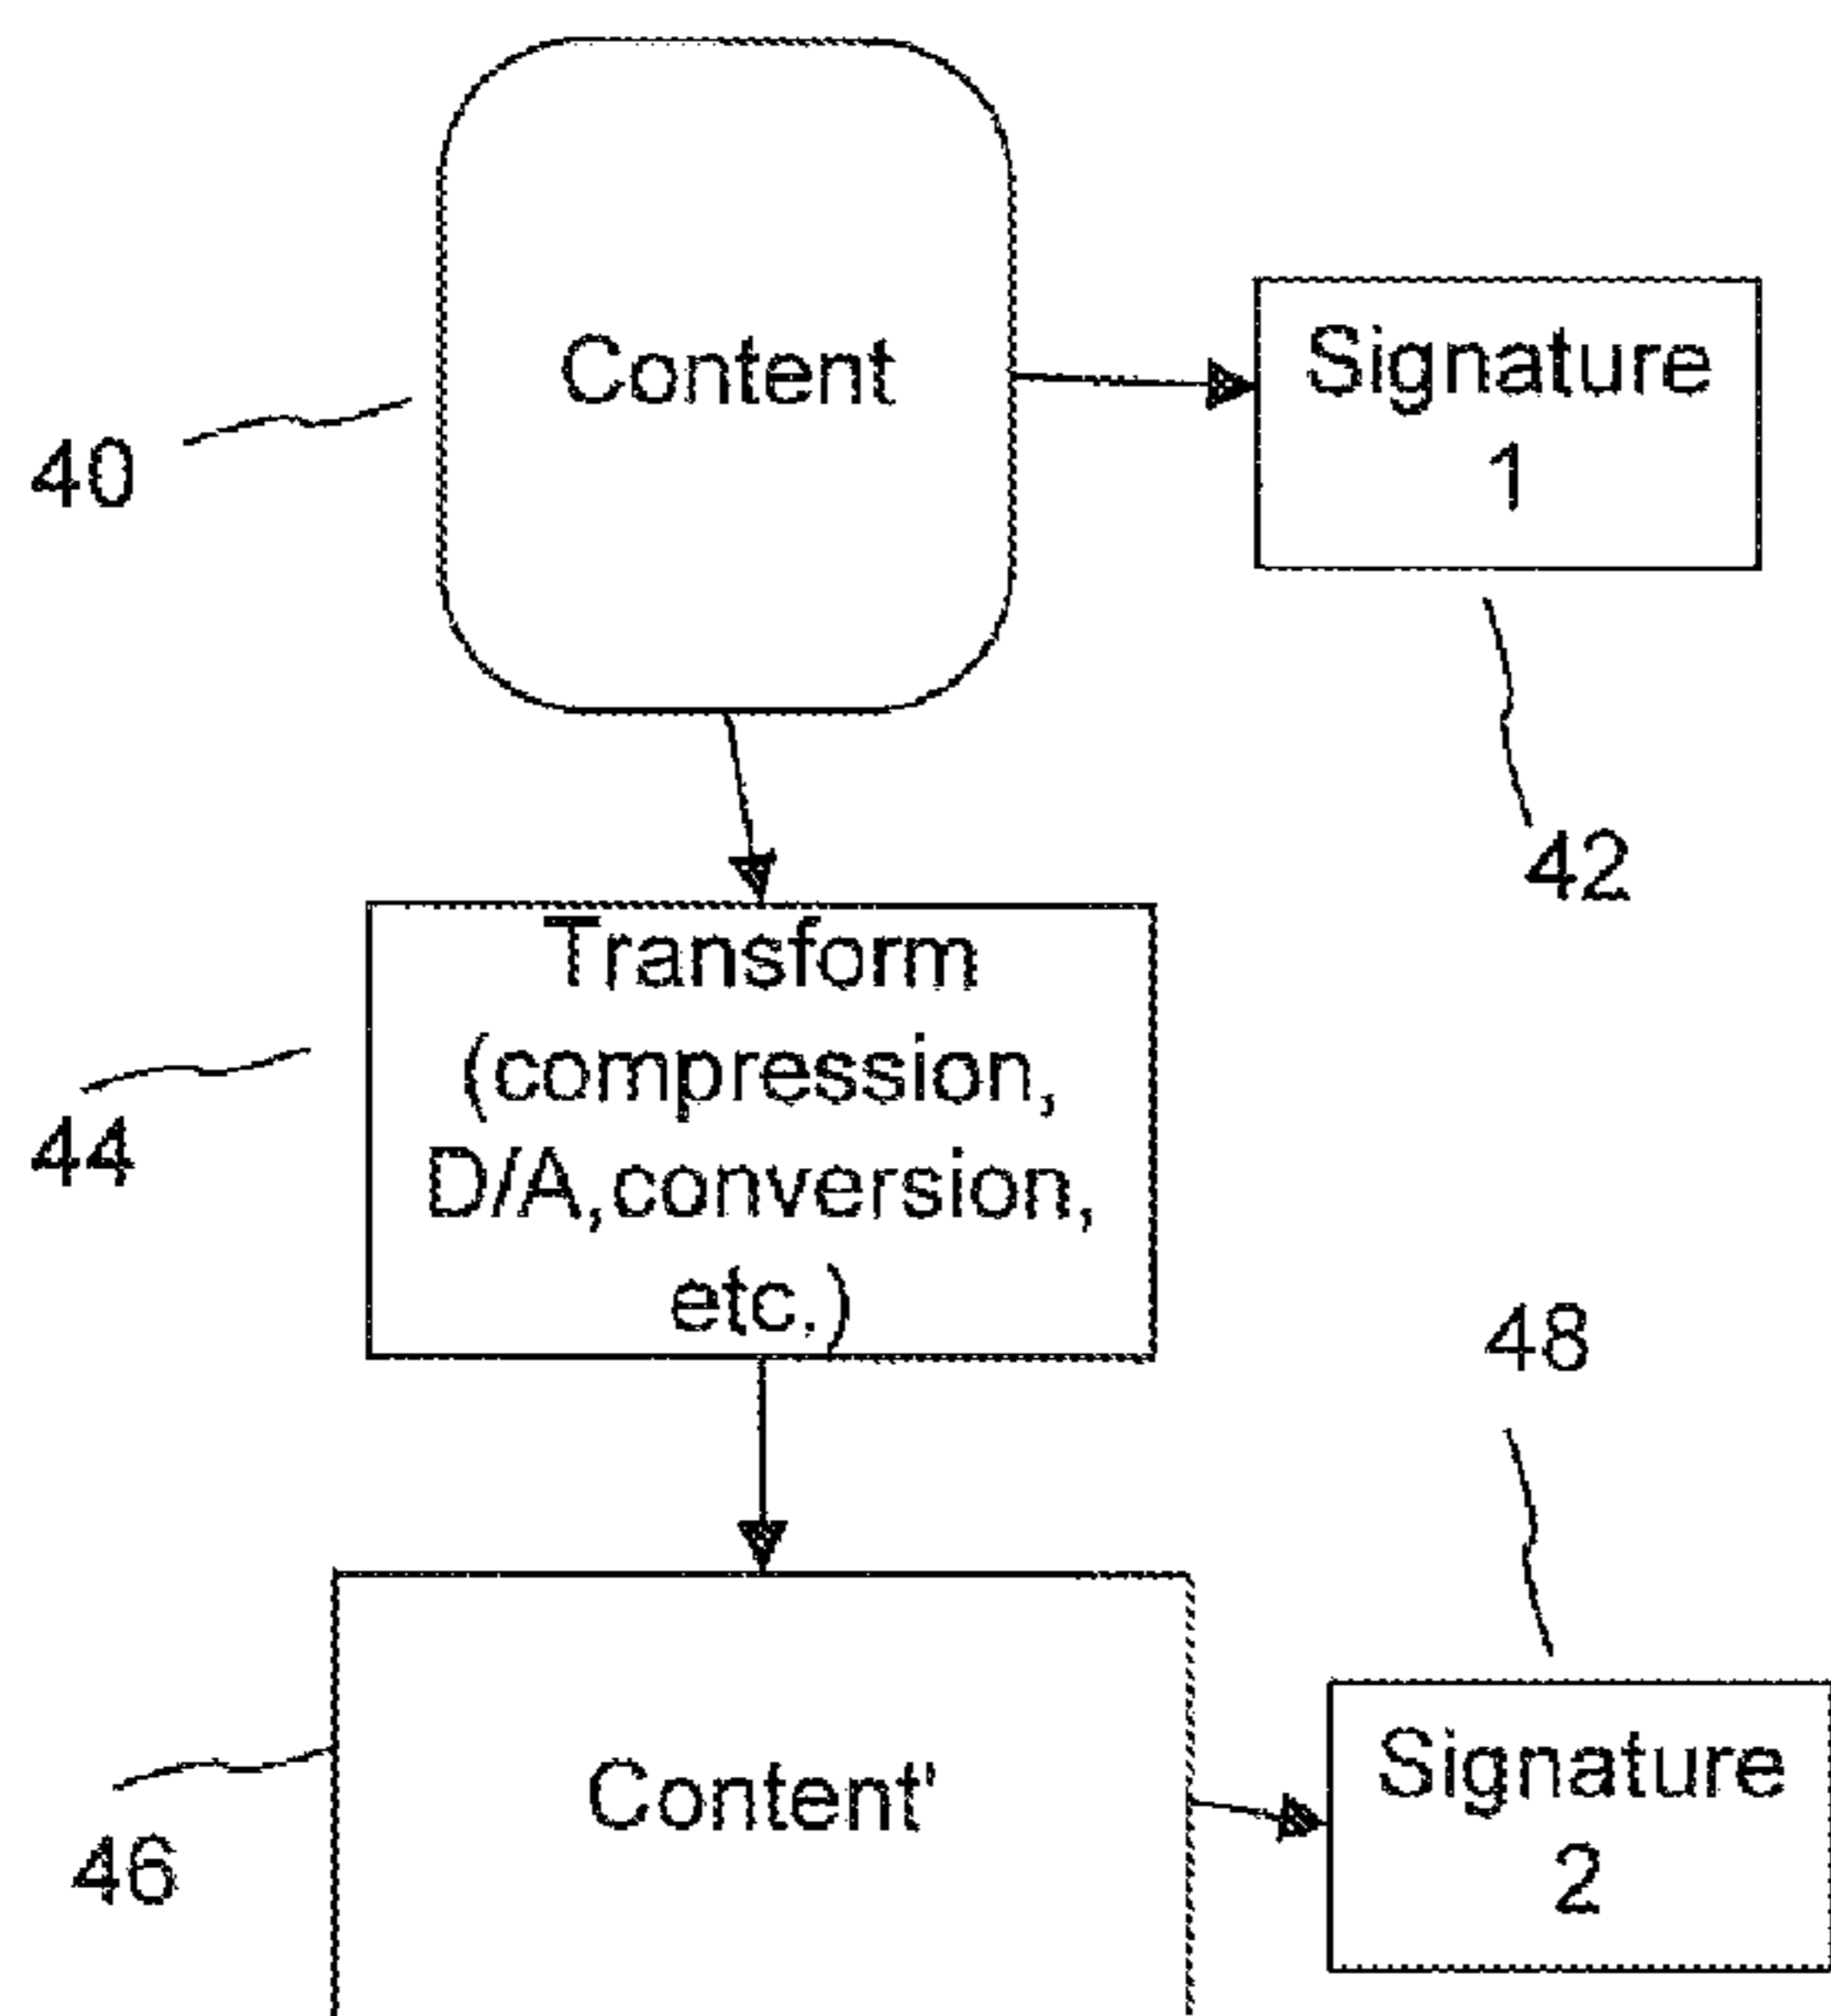 Content
Signature
1
40
42
Transform
(compression,
D/A,conversion,
etc.)
44
48
Content'
Signature
2
46